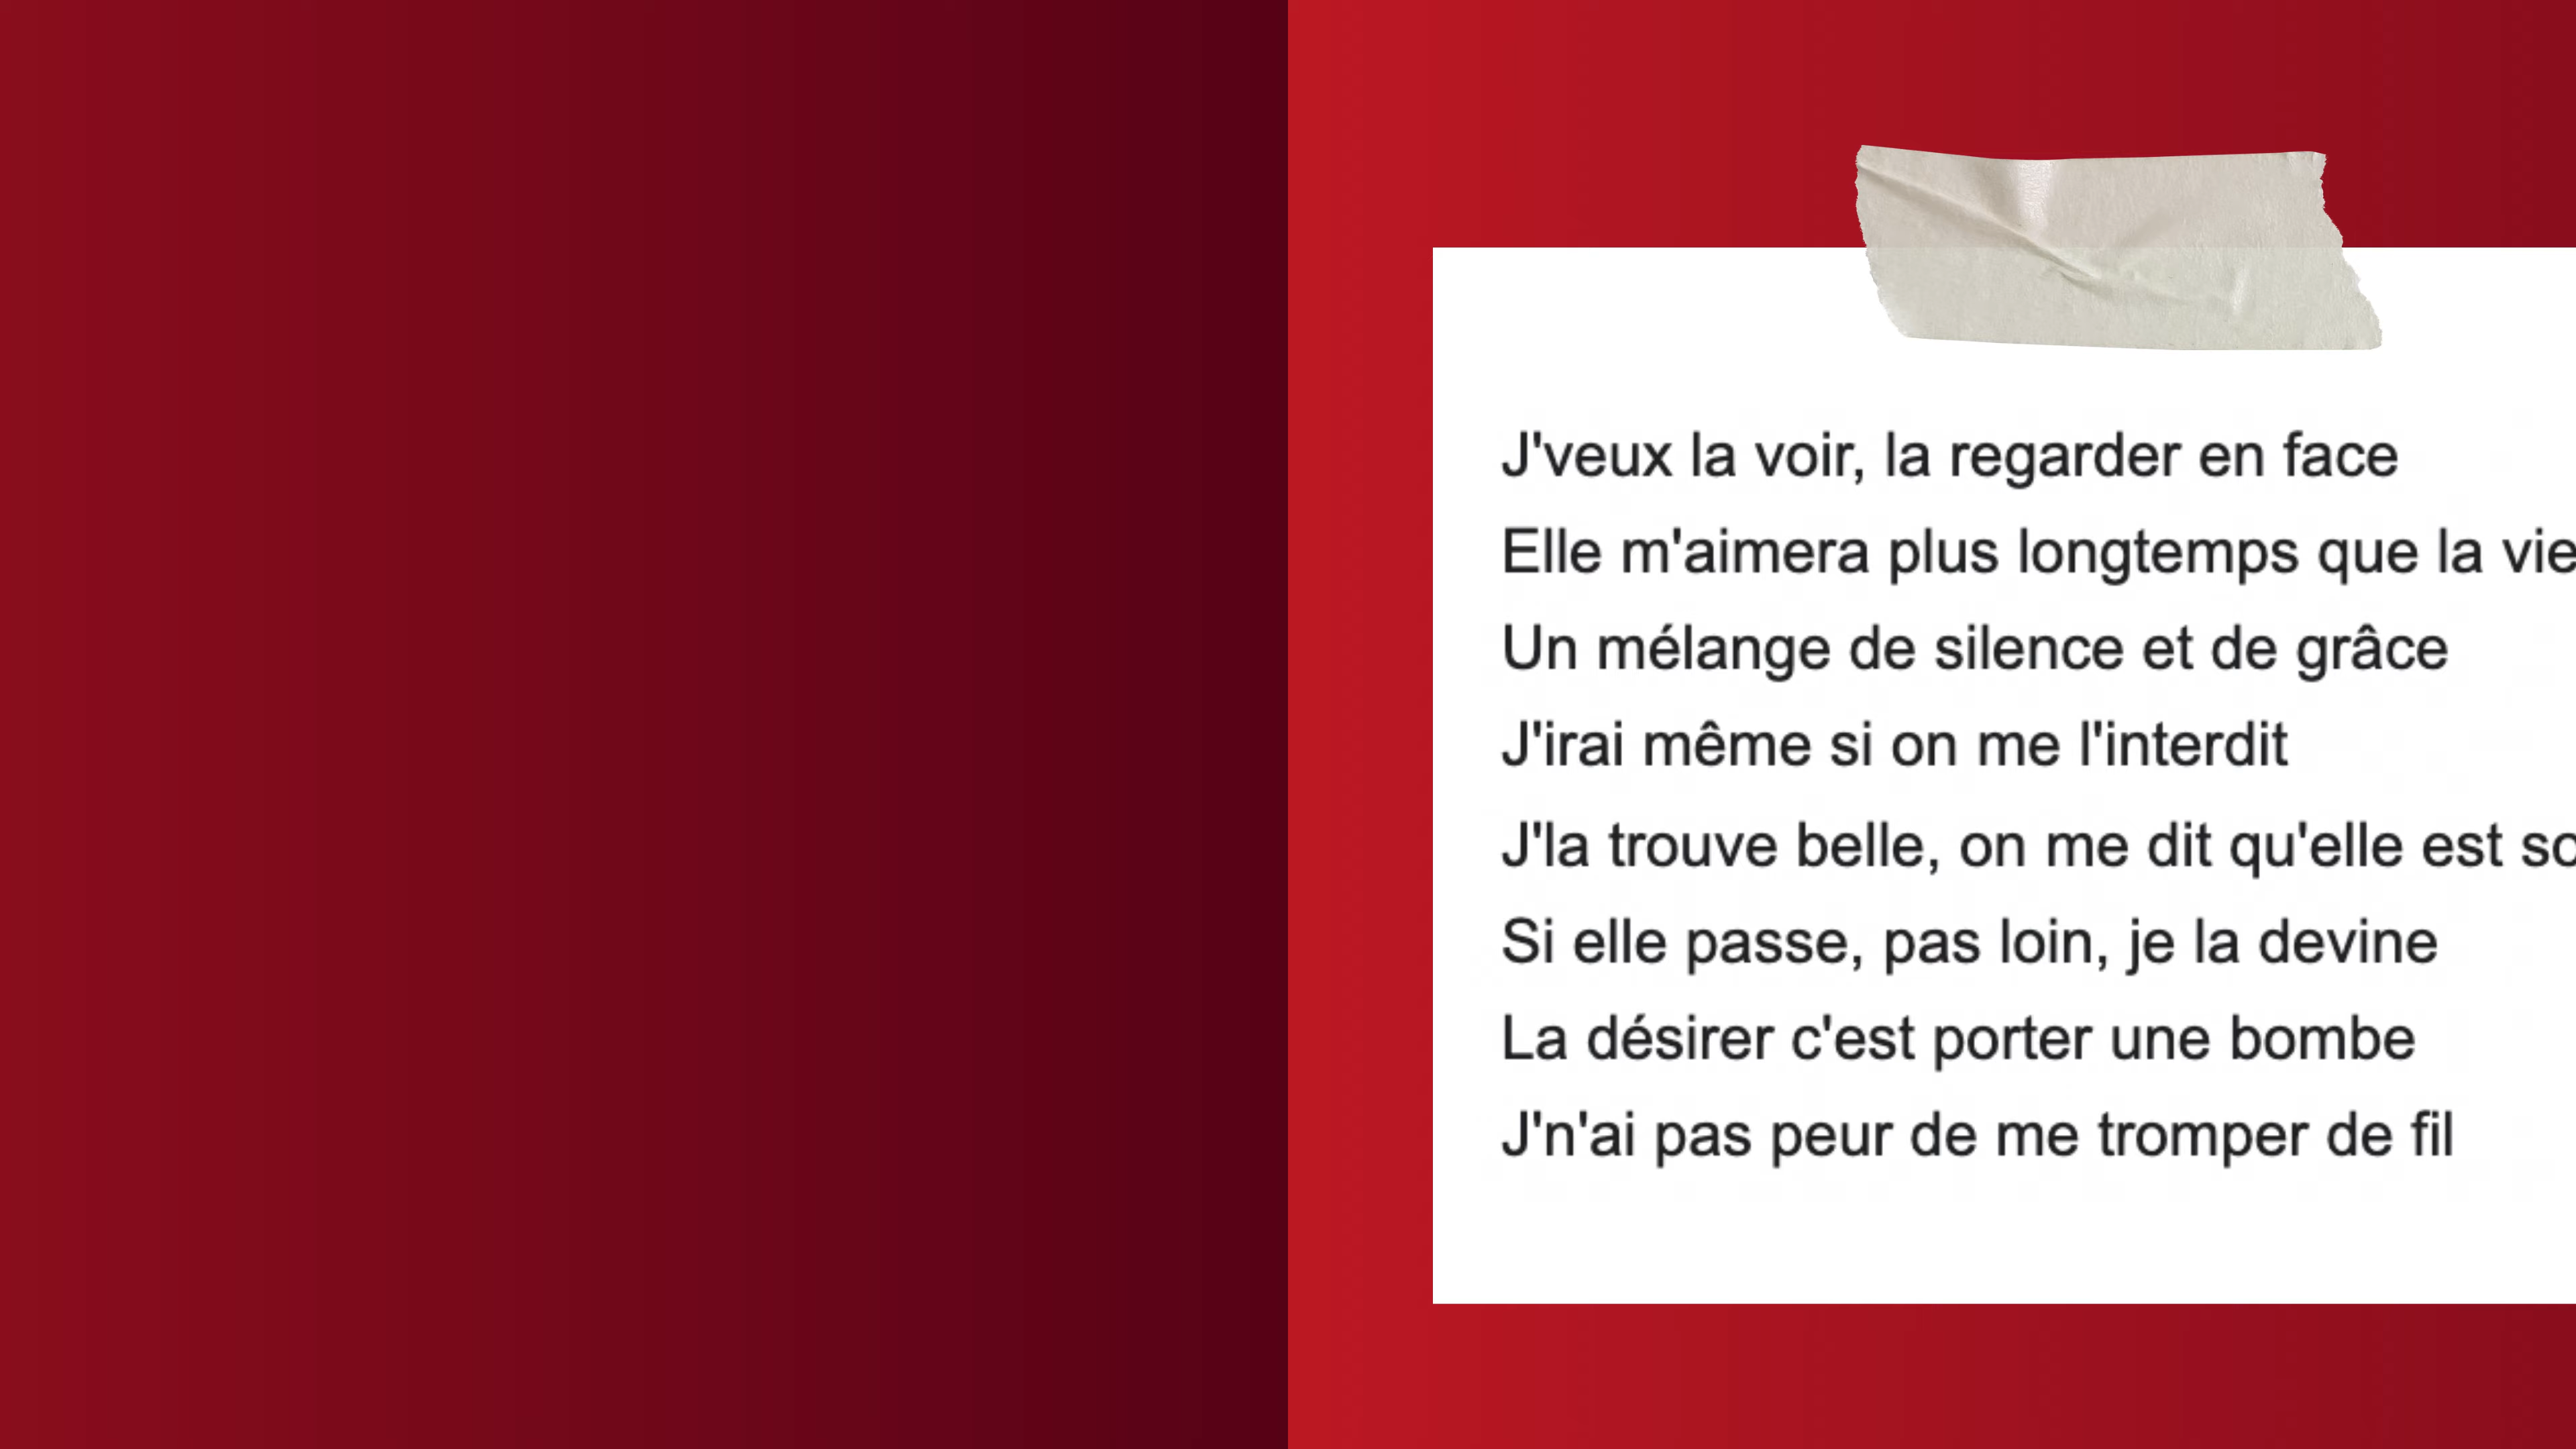 J'veux la voir, la regarder en face
Elle m'aimera plus longtemps que la vie
Un mélange de silence et de grâce
J'irai même si on me l'interdit
J'la trouve belle, on me dit qu'elle est
Si elle passe, pas loin, je la devine
La désirer c'est porter une bombe
J'n'ai pas peur de me tromper de fil